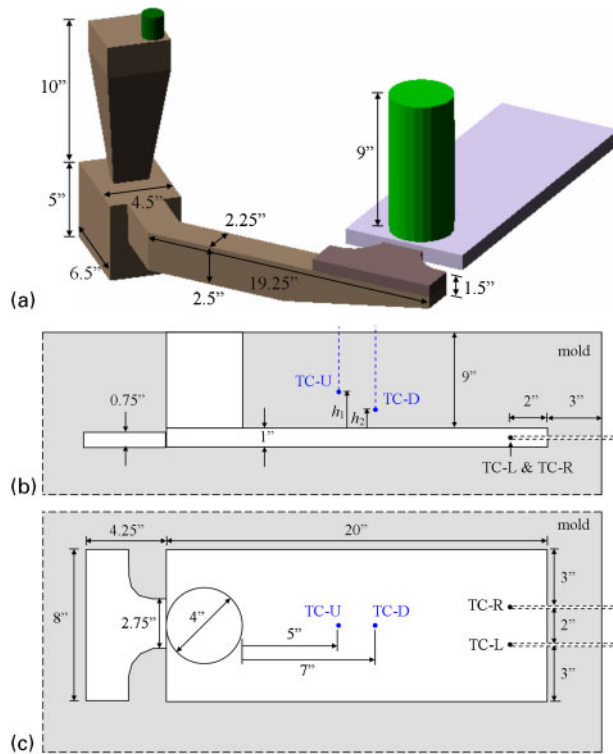 10”
9”
5”
4.5”
2.25”
6.5”
19.25”
2.5”
1.5”
(a)
mold
TC-U
9”
0.75”
TC-D
h₁
h₂
2”
3”
1”
TC-L & TC-R
(b)
mold
4.25”
20”
3”
TC-R
8”
2.75”
4”
TC-U
TC-D
2”
5”
TC-L
7”
3”
(c)